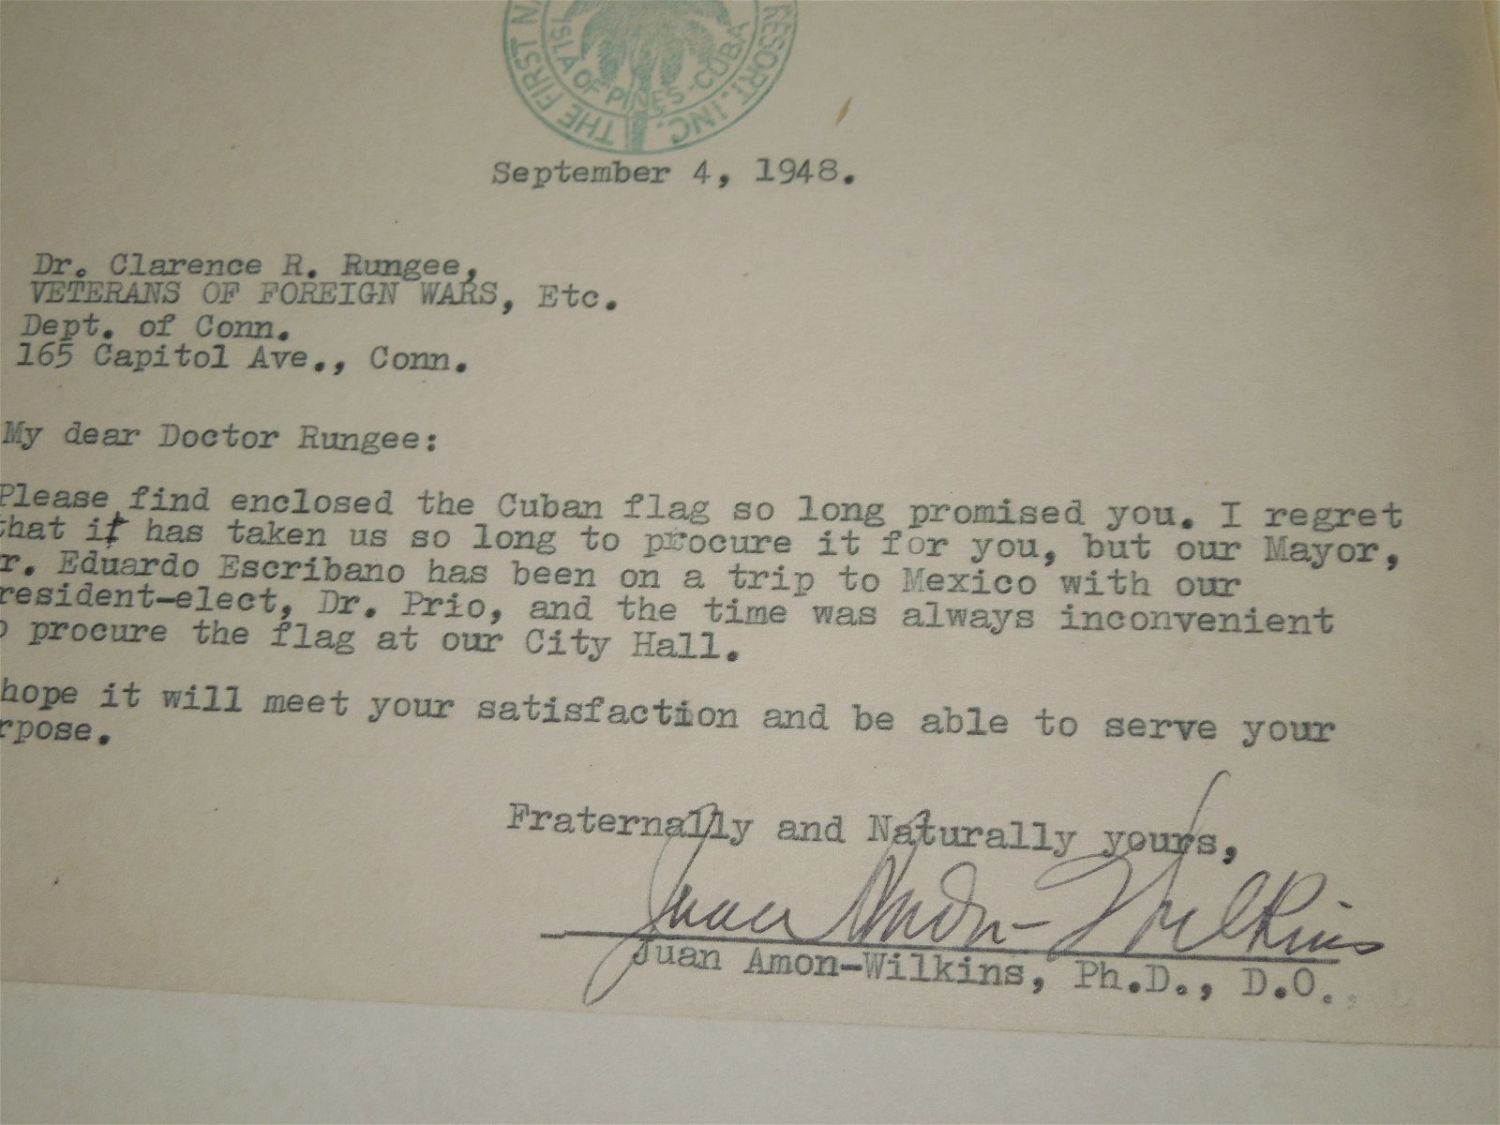 THE FIRST N
RESORT, INC.
ISLA OF PINES - CUBA
September 4, 1948.
Dr. Clarence R. Rungee,
VETERANS OF FOREIGN WARS, Etc.
Dept. of Conn.
165 Capitol Ave., Conn.
My dear Doctor Rungee:
Please find enclosed the Cuban flag so long promised you. I regret
that it has taken us so long to procure it for you, but our Mayor,
r. Eduardo Escribano has been on a trip to Mexico with our
resident-elect, Dr. Prio, and the time was always inconvenient
o procure the flag at our City Hall.
hope it will meet your satisfaction and be able to serve your
rpose.
Fraternally and Naturally yours,
Juan Amon-Wilkins
Juan Amon-Wilkins, Ph.D., D.O.